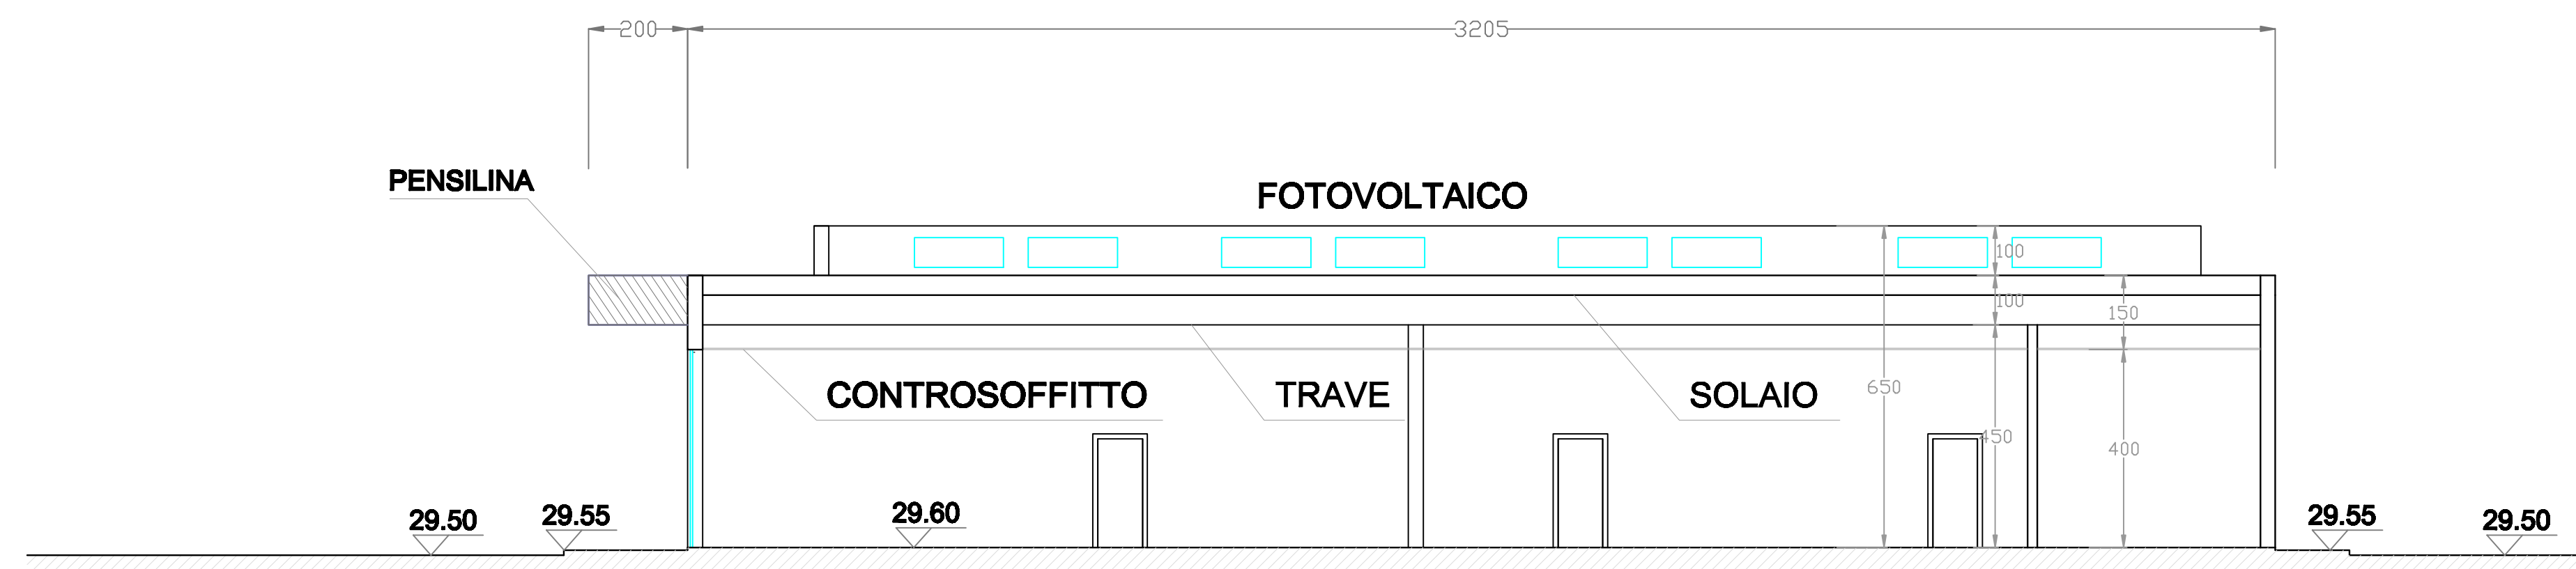 200
3205
PENSILINA
FOTOVOLTAICO
100
100
150
650
CONTROSOFFITTO
TRAVE
SOLAIO
450
400
29.50
29.55
29.60
29.55
29.50